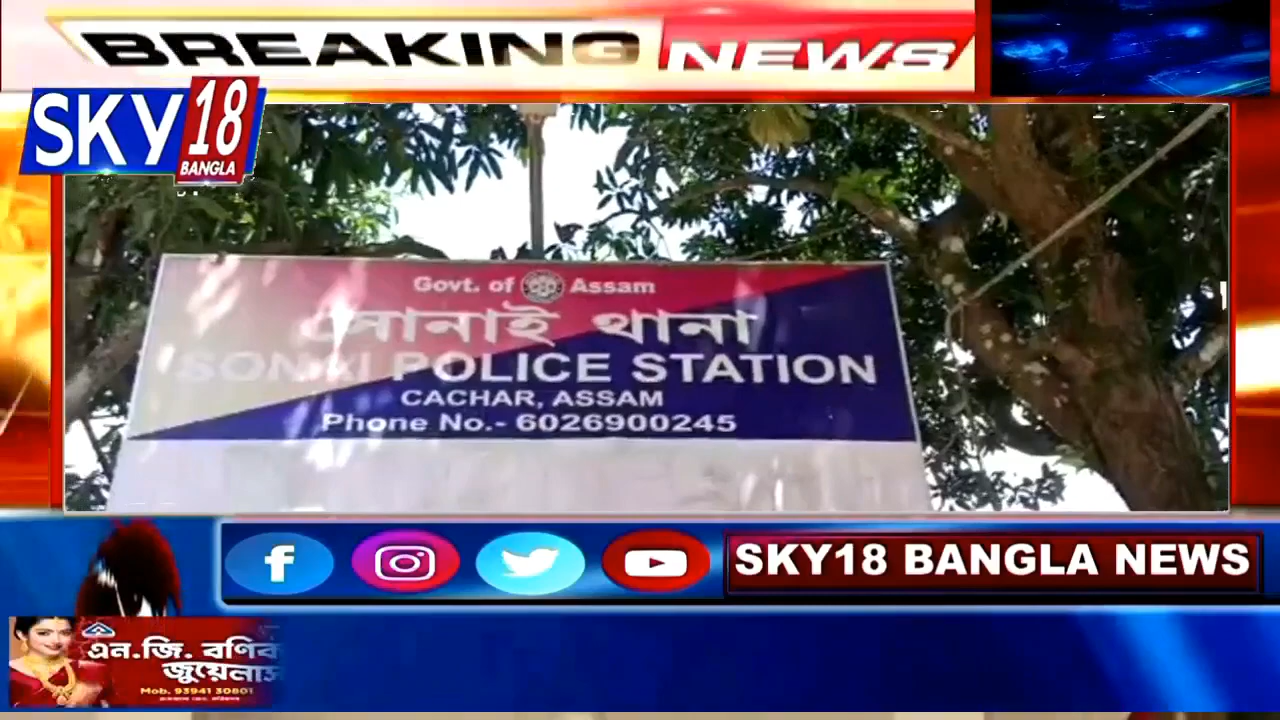 BREAKING NEWS
SKY 18
BANGLA
Govt. of Assam
সোনাই থানা
SONAI POLICE STATION
CACHAR, ASSAM
Phone No.- 6026900245
SKY18 BANGLA NEWS
এন.জি. বণিক
জুয়েলার্স
Mob. 93941 30801